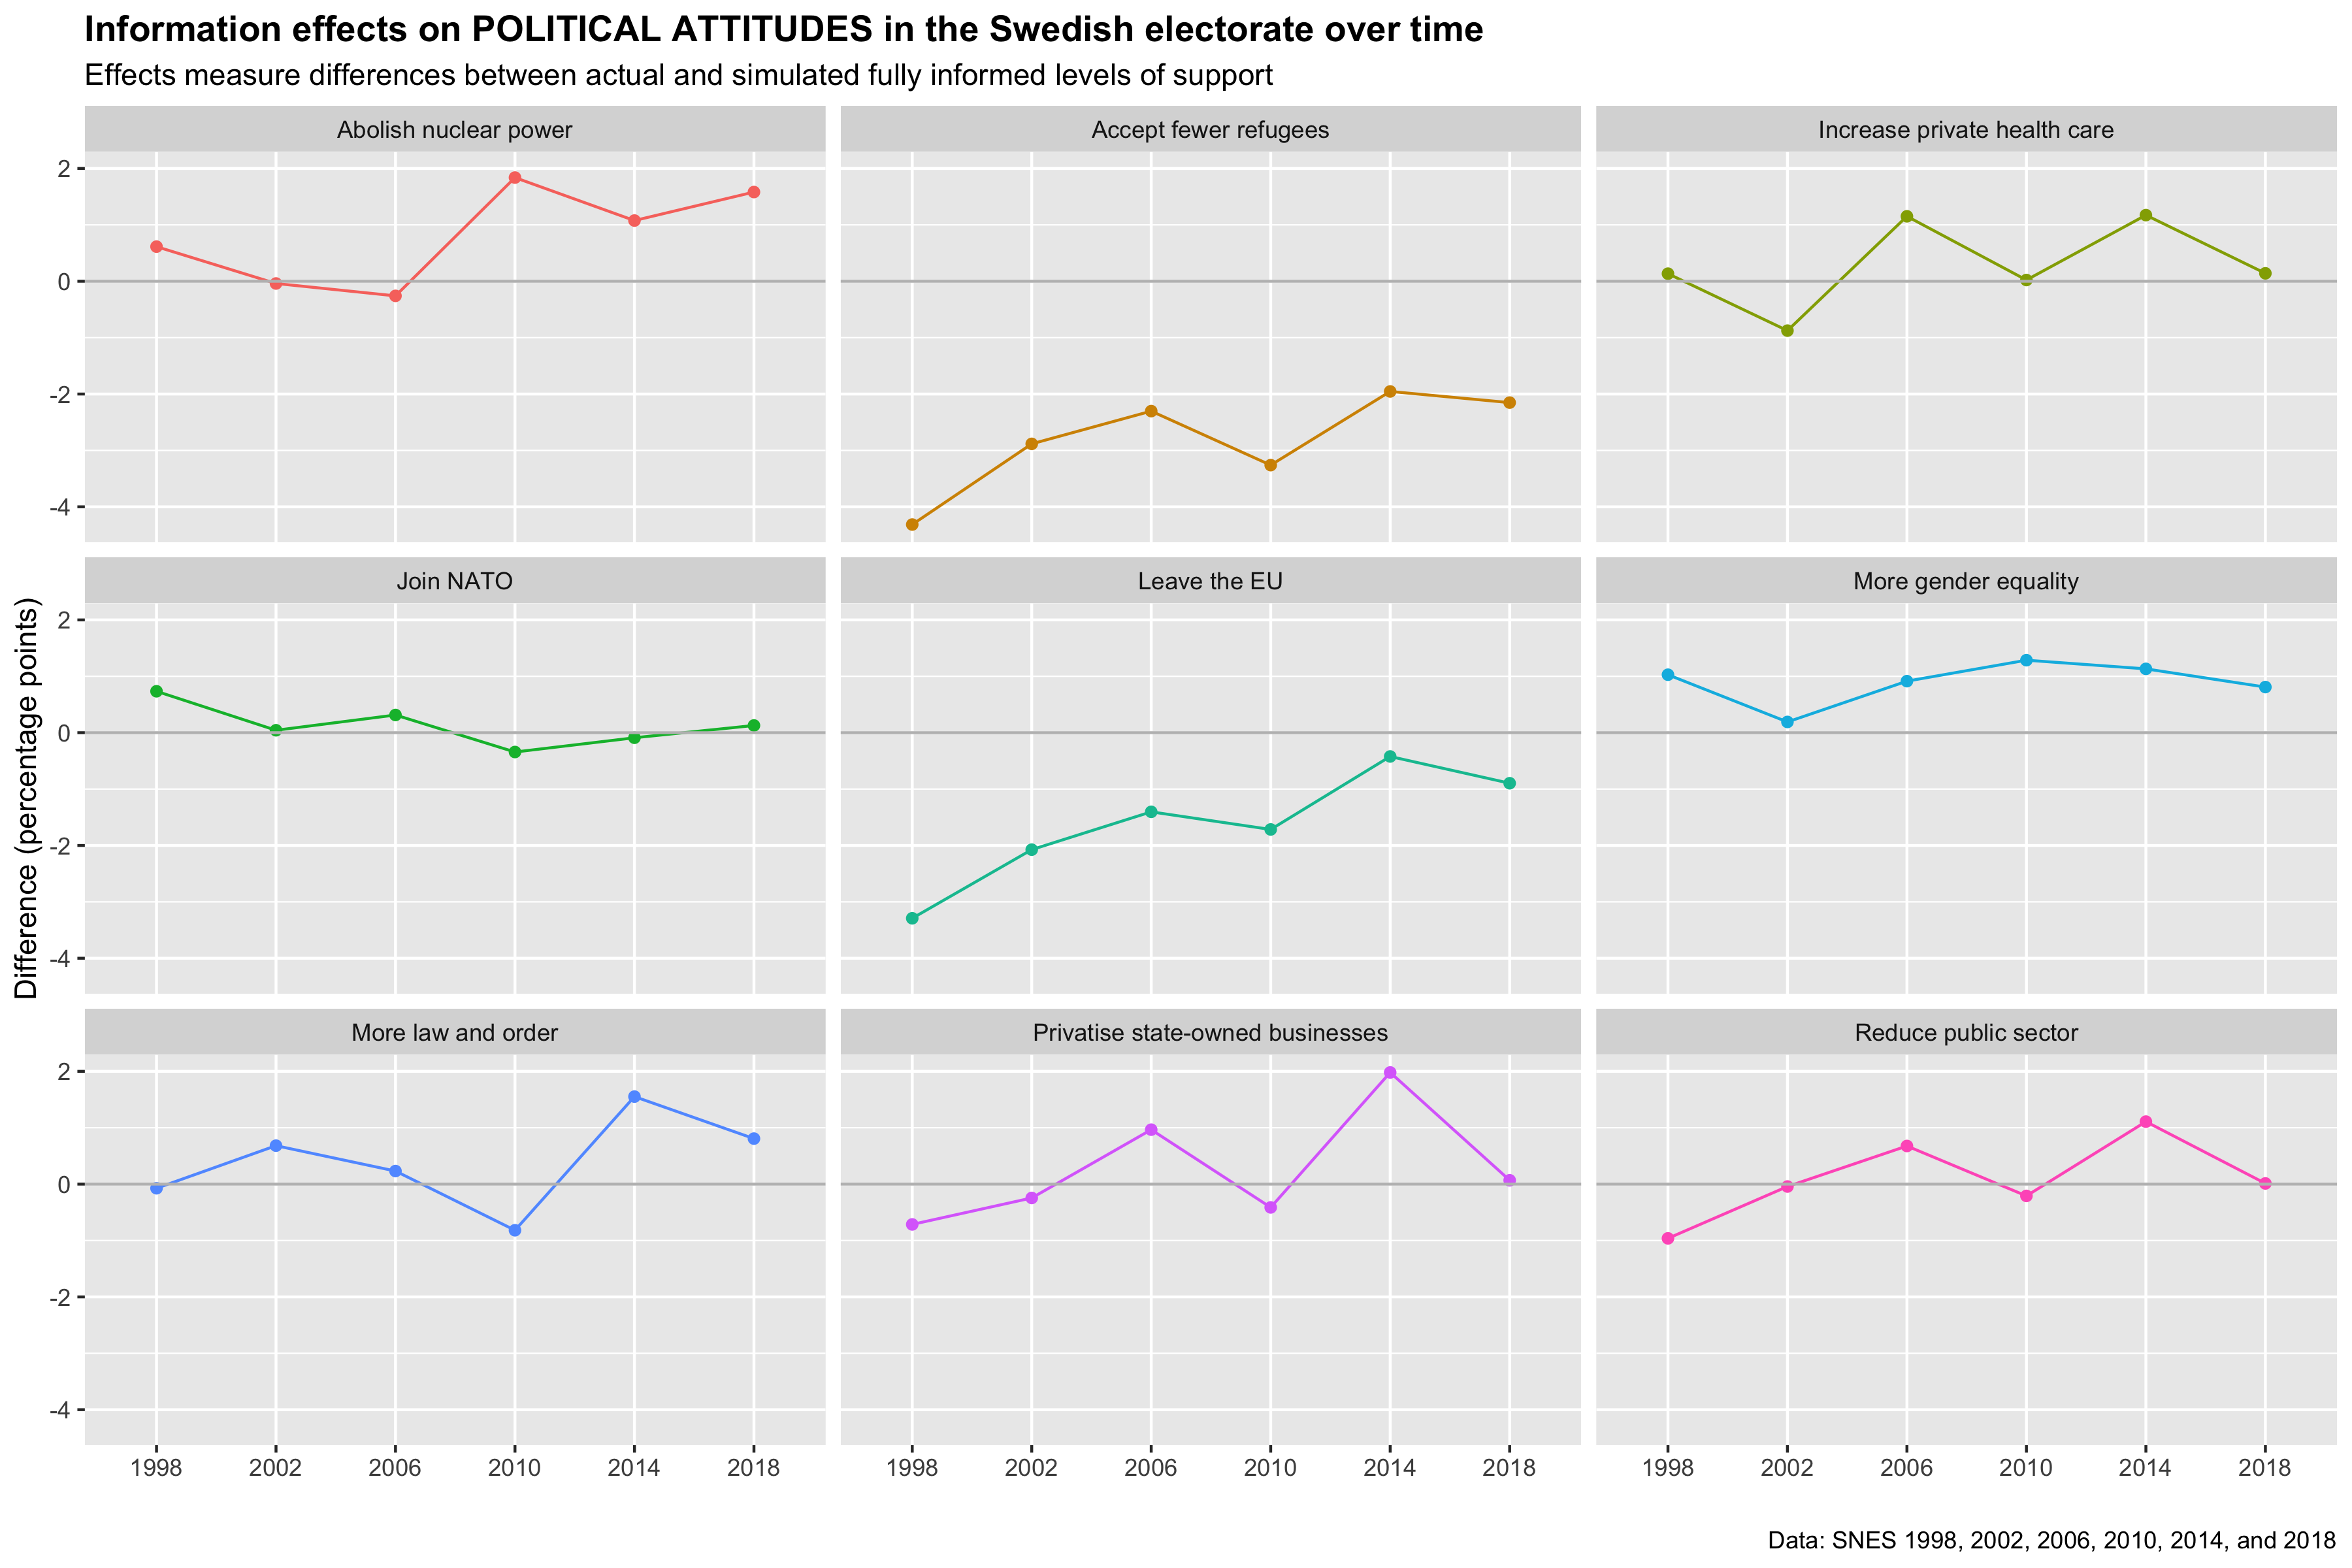 Information effects on POLITICAL ATTITUDES in the Swedish electorate over time
Effects measure differences between actual and simulated fully informed levels of support
Abolish nuclear power
Accept fewer refugees
Increase private health care
2
0
-2
-4
Join NATO
Leave the EU
More gender equality
2
0
-2
-4
Difference (percentage points)
More law and order
Privatise state-owned businesses
Reduce public sector
2
0
-2
-4
1998 2002 2006 2010 2014 2018
1998 2002 2006 2010 2014 2018
1998 2002 2006 2010 2014 2018
Data: SNES 1998, 2002, 2006, 2010, 2014, and 2018